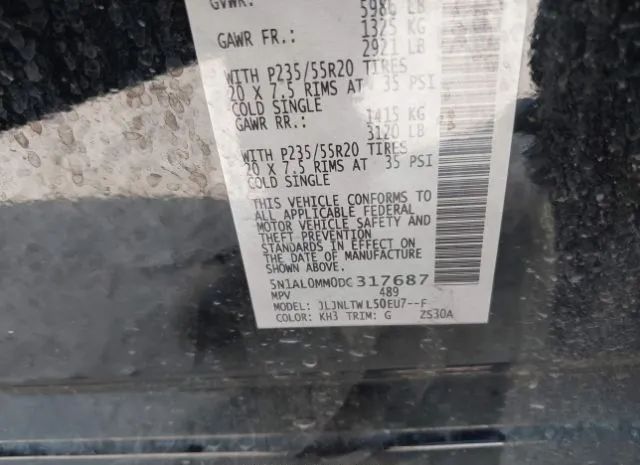 GVWR: 5986 LB
GAWR FR.: 1325 KG
2921 LB
WITH P235/55R20 TIRES
20 X 7.5 RIMS AT 35 PSI
COLD SINGLE
GAWR RR.: 1415 KG
3120 LB
WITH P235/55R20 TIRES
20 X 7.5 RIMS AT 35 PSI
COLD SINGLE
THIS VEHICLE CONFORMS TO
ALL APPLICABLE FEDERAL
MOTOR VEHICLE SAFETY AND
THEFT PREVENTION
STANDARDS IN EFFECT ON
THE DATE OF MANUFACTURE
SHOWN ABOVE.
5N1AL0MM0DC317687
MPV 489
MODEL: JLJNLTWL50EU7--F
COLOR: KH3 TRIM: G ZS30A